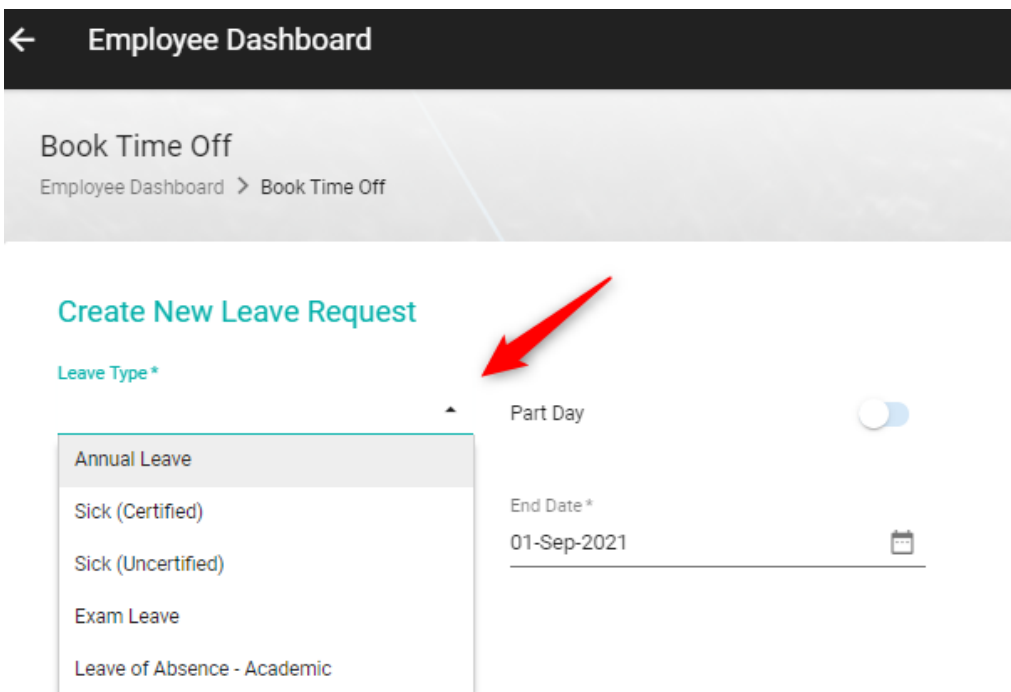 Employee Dashboard
Book Time Off
Employee Dashboard > Book Time Off
Create New Leave Request
Leave Type *
Part Day
Annual Leave
Sick (Certified)
End Date *
01-Sep-2021
Sick (Uncertified)
Exam Leave
Leave of Absence - Academic